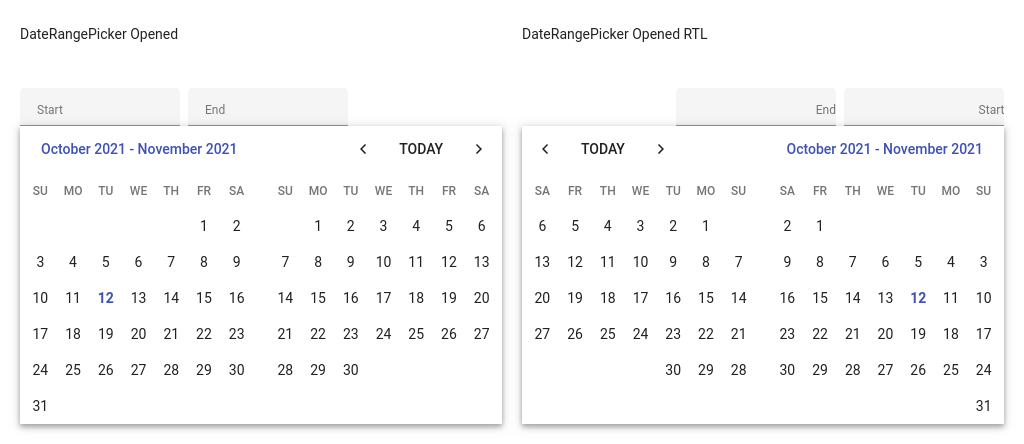 DateRangePicker Opened
Start End
October 2021 - November 2021 TODAY
SU MO TU WE TH FR SA SU MO TU WE TH FR SA
1 2 1 2 3 4 5 6
3 4 5 6 7 8 9 7 8 9 10 11 12 13
10 11 12 13 14 15 16 14 15 16 17 18 19 20
17 18 19 20 21 22 23 21 22 23 24 25 26 27
24 25 26 27 28 29 30 28 29 30
31
DateRangePicker Opened RTL
End Start
TODAY October 2021 - November 2021
SA FR TH WE TU MO SU SA FR TH WE TU MO SU
6 5 4 3 2 1 2 1
13 12 11 10 9 8 7 9 8 7 6 5 4 3
20 19 18 17 16 15 14 16 15 14 13 12 11 10
27 26 25 24 23 22 21 23 22 21 20 19 18 17
30 29 28 30 29 28 27 26 25 24
31